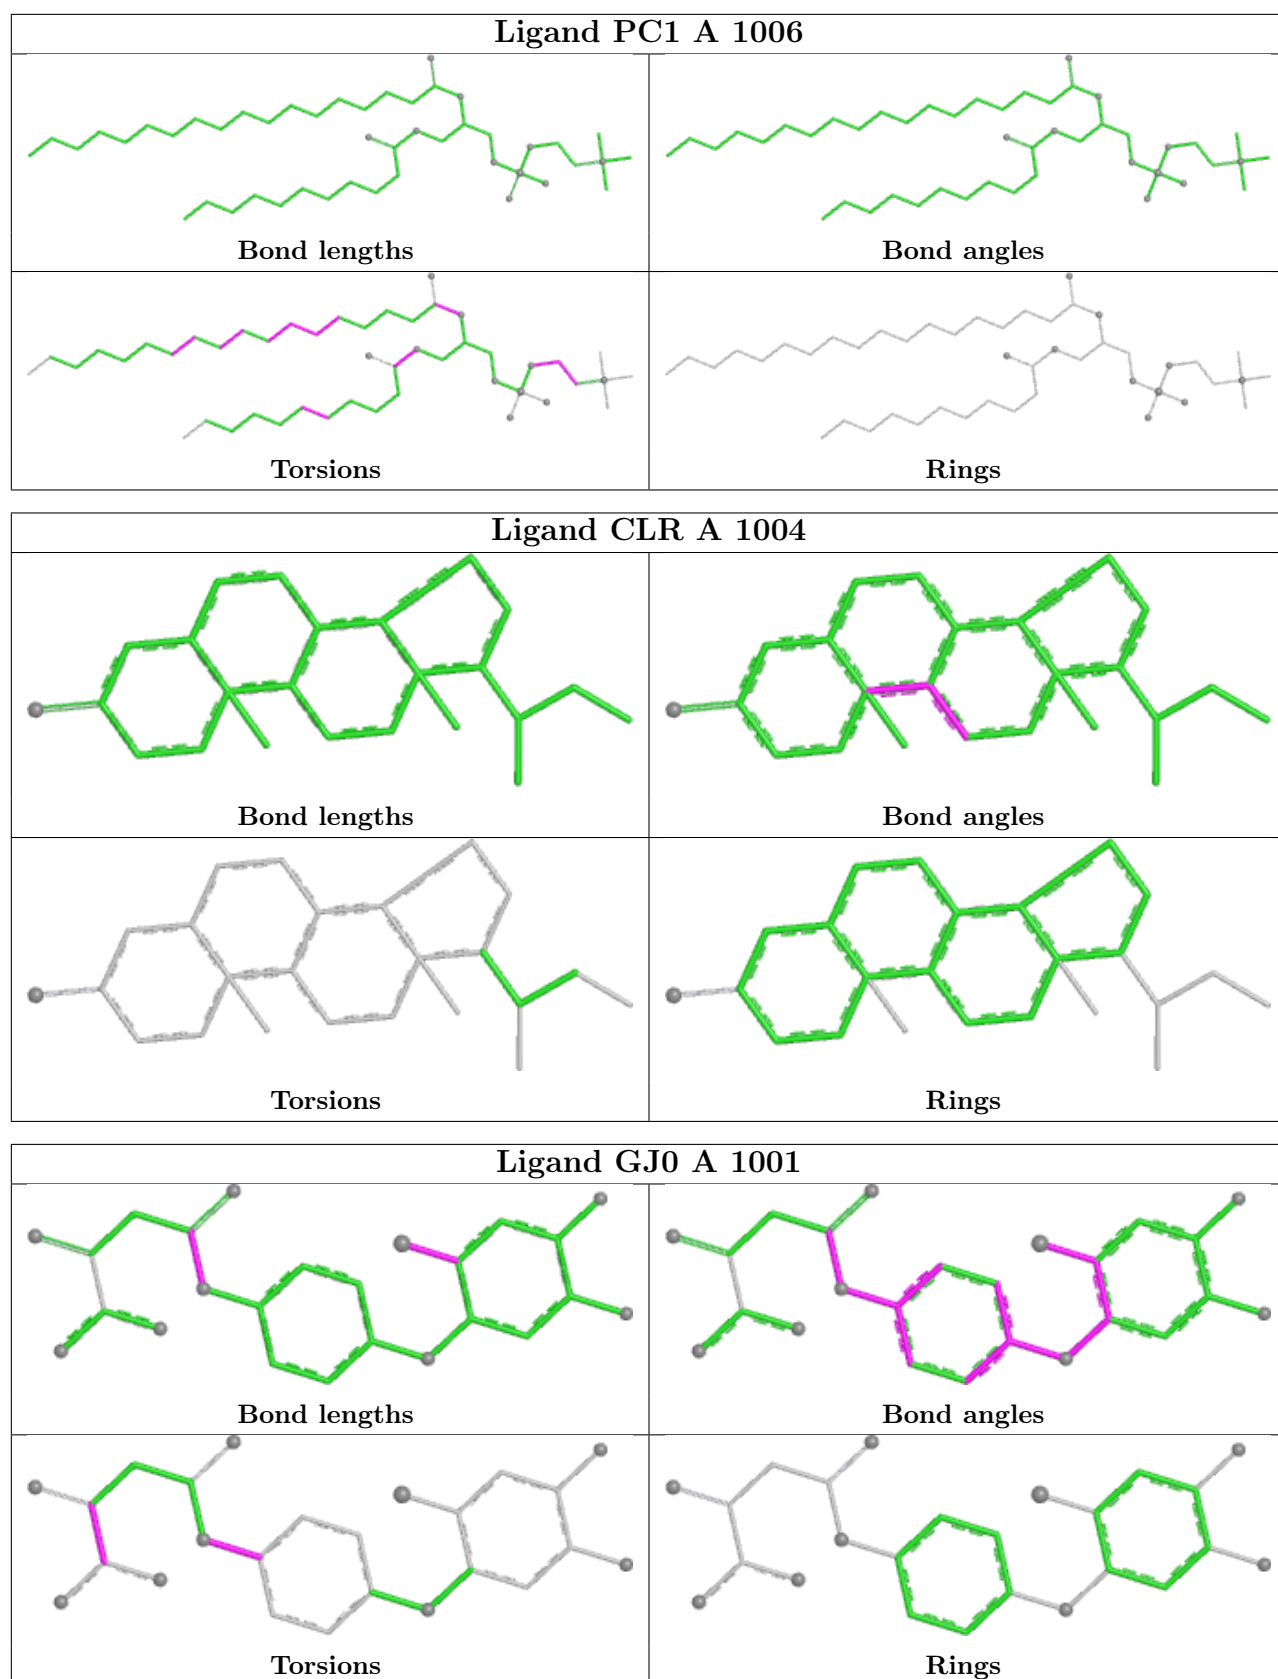 Ligand PC1 A 1006
Bond lengths
Bond angles
Torsions
Rings
Ligand CLR A 1004
Bond lengths
Bond angles
Torsions
Rings
Ligand GJ0 A 1001
Bond lengths
Bond angles
Torsions
Rings